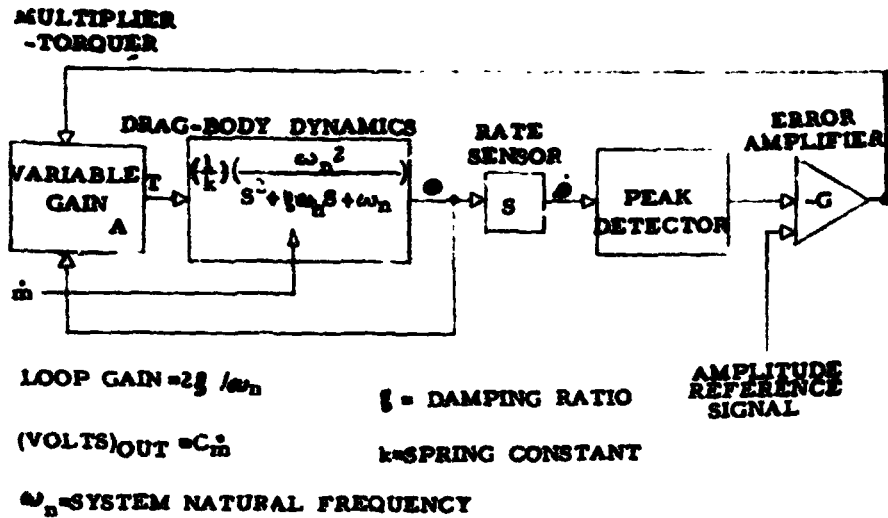 MULTIPLIER
-TORQUER
DRAG-BODY DYNAMICS
RATE
SENSOR
ERROR
AMPLIFIER
VARIABLE
GAIN
A
T
(λ/k)(ωn²/S²+ξωnS+ωn)
θ
S
θ̇
PEAK
DETECTOR
-G
ṁ
AMPLITUDE
REFERENCE
SIGNAL
LOOP GAIN=2ξ/ωn
ξ = DAMPING RATIO
(VOLTS)OUT=Cṁ
k=SPRING CONSTANT
ωn=SYSTEM NATURAL FREQUENCY